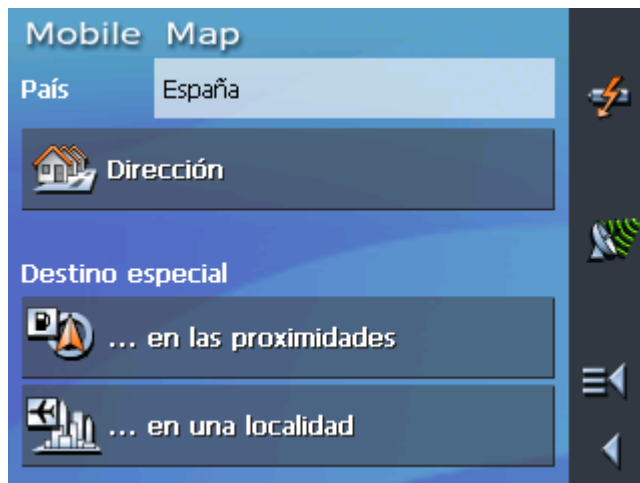 Mobile Map
País España
Dirección
Destino especial
... en las proximidades
... en una localidad